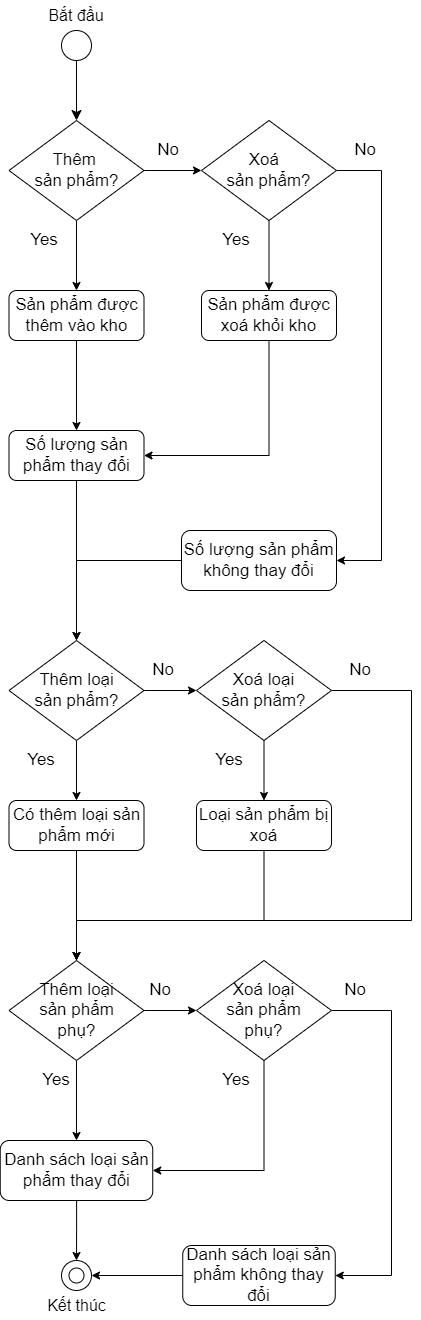 Bắt đầu
Thêm
sản phẩm?
No
Xoá
sản phẩm?
No
Yes
Yes
Sản phẩm được
thêm vào kho
Sản phẩm được
xoá khỏi kho
Số lượng sản
phẩm thay đổi
Số lượng sản phẩm
không thay đổi
Thêm loại
sản phẩm?
No
Xoá loại
sản phẩm?
No
Yes
Yes
Có thêm loại sản
phẩm mới
Loại sản phẩm bị
xoá
Thêm loại
sản phẩm
phụ?
No
Xoá loại
sản phẩm
phụ?
No
Yes
Yes
Danh sách loại sản
phẩm thay đổi
Danh sách loại sản
phẩm không thay
đổi
Kết thúc